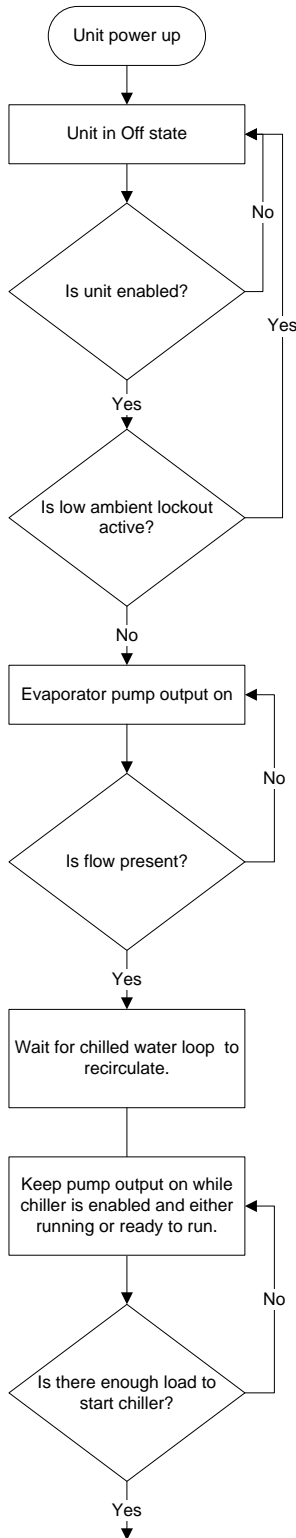 Unit power up
Unit in Off state
No
Is unit enabled?
Yes
Yes
Is low ambient lockout
active?
No
Evaporator pump output on
No
Is flow present?
Yes
Wait for chilled water loop to
recirculate.
Keep pump output on while
chiller is enabled and either
running or ready to run.
No
Is there enough load to
start chiller?
Yes